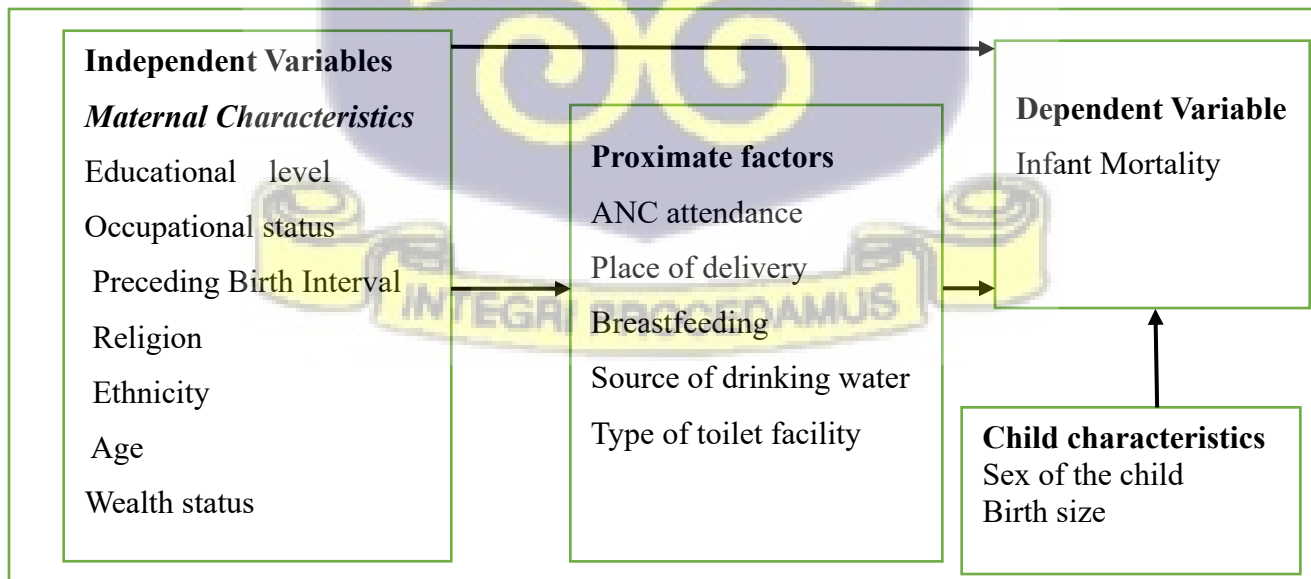 Independent Variables
Maternal Characteristics
Educational level
Occupational status
Preceding Birth Interval
Religion
Ethnicity
Age
Wealth status
Proximate factors
ANC attendance
Place of delivery
Breastfeeding
Source of drinking water
Type of toilet facility
Dependent Variable
Infant Mortality
Child characteristics
Sex of the child
Birth size
INTEGRI PROCEDAMUS